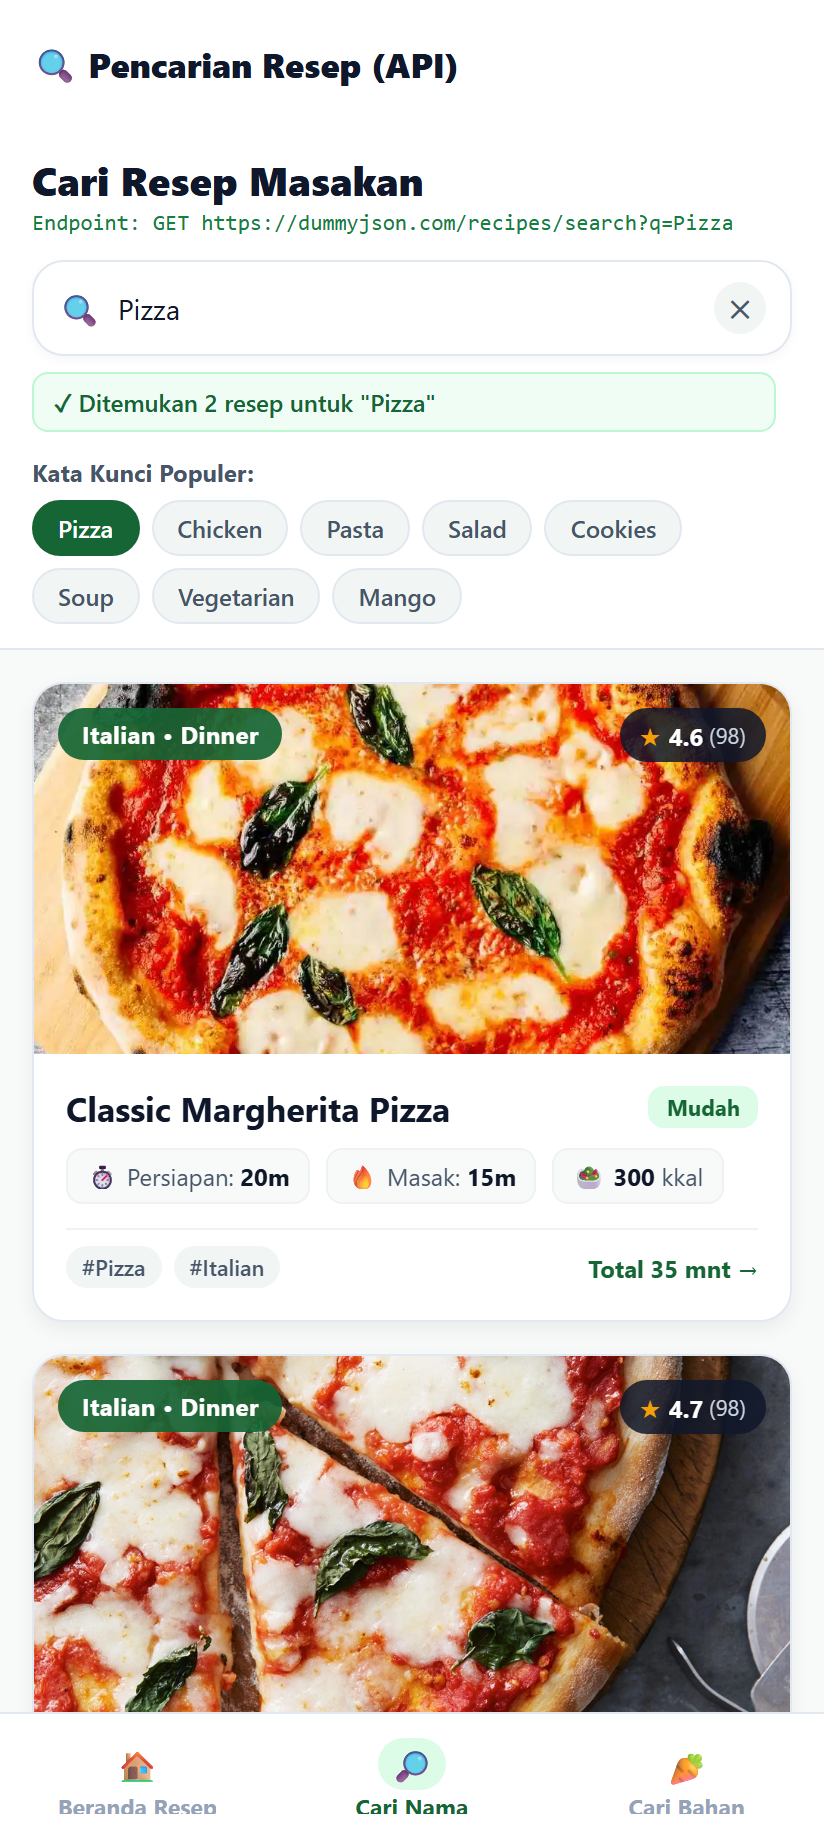 Pencarian Resep (API)
Cari Resep Masakan
Endpoint: GET https://dummyjson.com/recipes/search?q=Pizza
Pizza
✓ Ditemukan 2 resep untuk "Pizza"
Kata Kunci Populer:
Pizza Chicken Pasta Salad Cookies
Soup Vegetarian Mango
Italian • Dinner ★ 4.6 (98)
Classic Margherita Pizza Mudah
Persiapan: 20m Masak: 15m 300 kkal
#Pizza #Italian Total 35 mnt →
Italian • Dinner ★ 4.7 (98)
Beranda Resep Cari Nama Cari Bahan